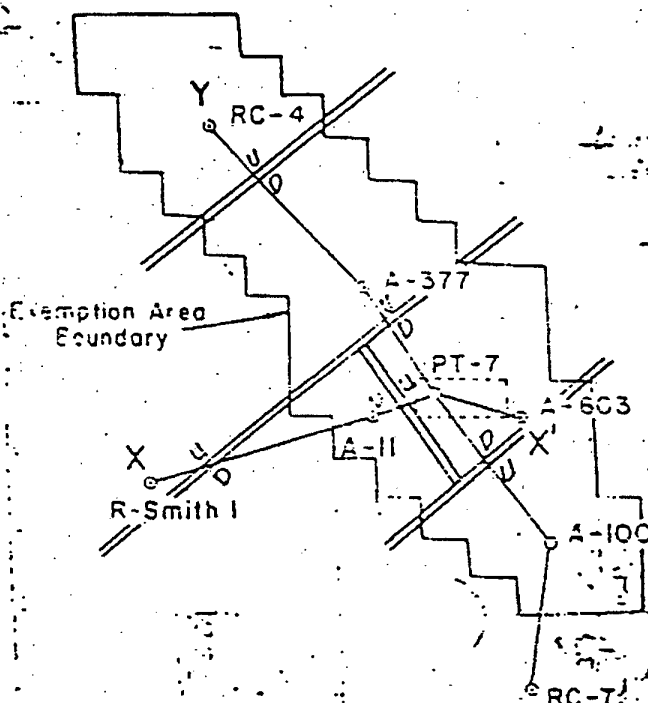 Y
RC-4
U
D
A-377
U
D
Exemption Area
Boundary
PT-7
U
A-603
X'
A-11
D
U
X
U
D
R-Smith 1
A-100
RC-7